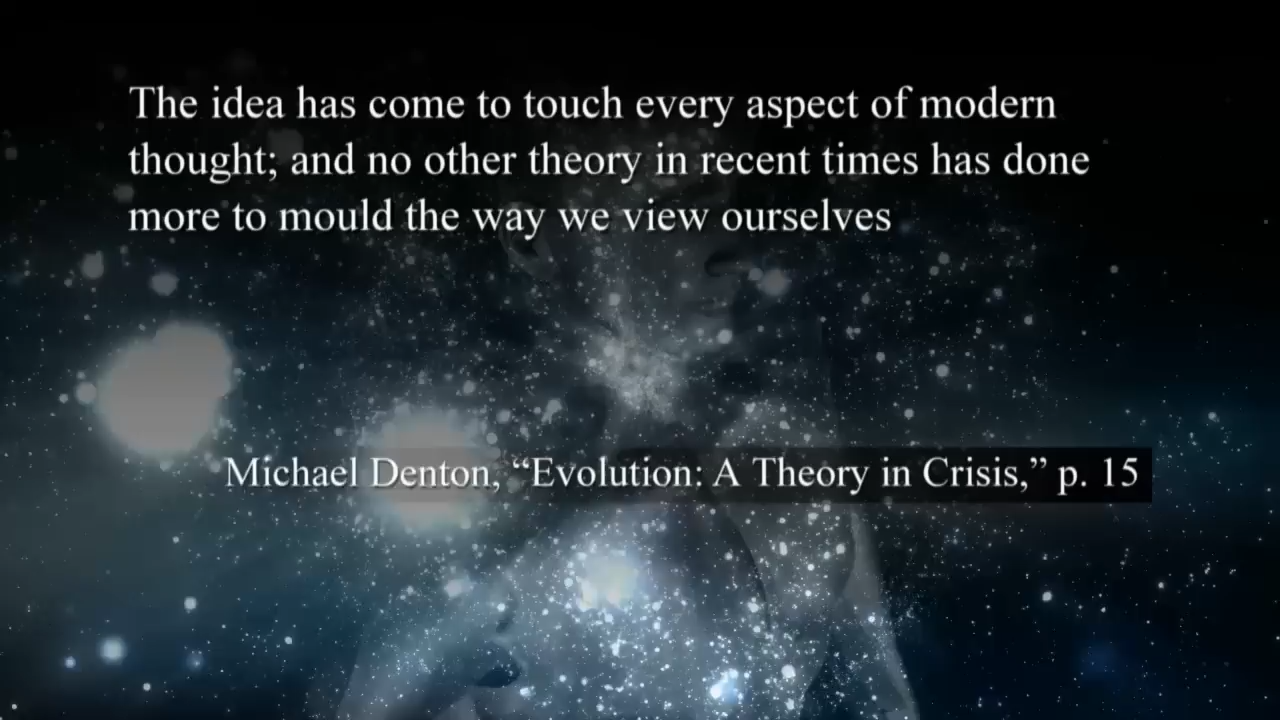 The idea has come to touch every aspect of modern
thought; and no other theory in recent times has done
more to mould the way we view ourselves
Michael Denton, “Evolution: A Theory in Crisis,” p. 15